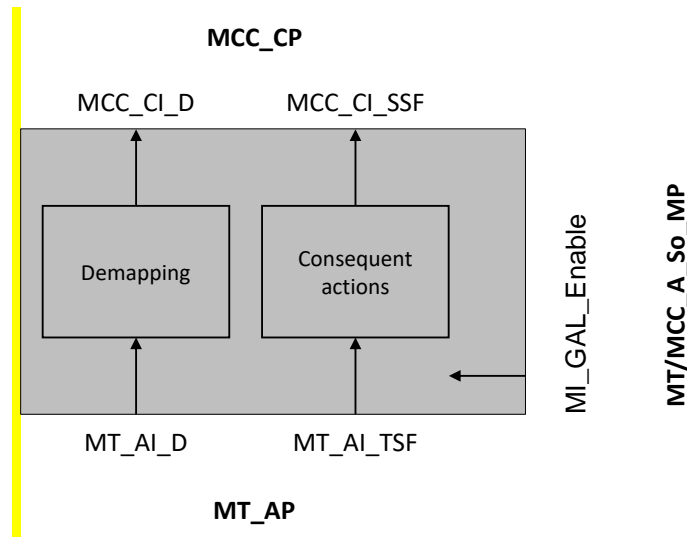 MCC_CP
MCC_CI_D
MCC_CI_SSF
Demapping
Consequent
actions
MI_GAL_Enable
MT/MCC_A_So_MP
MT_AI_D
MT_AI_TSF
MT_AP